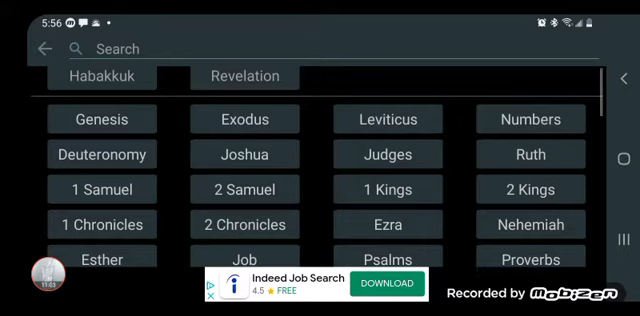 5:56
Search
Habakkuk Revelation
Genesis Exodus Leviticus Numbers
Deuteronomy Joshua Judges Ruth
1 Samuel 2 Samuel 1 Kings 2 Kings
1 Chronicles 2 Chronicles Ezra Nehemiah
Esther Job Psalms Proverbs
11:03
Indeed Job Search
4.5 ★ FREE
DOWNLOAD
Recorded by mobizen